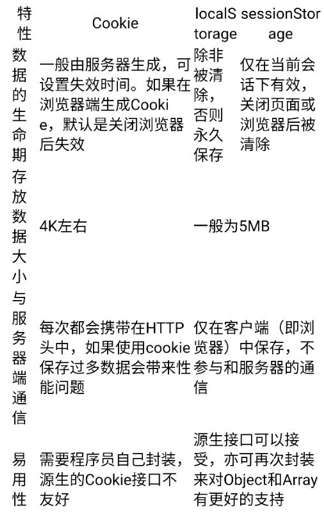 特性
Cookie
localStorage
sessionStorage
数据的生命期
一般由服务器生成，可
设置失效时间。如果在
浏览器端生成Cooki
e，默认是关闭浏览器
后失效
除非
被清
除，
否则
永久
保存
仅在当前会
话下有效，
关闭页面或
浏览器后被
清除
存放数据大小
4K左右
一般为5MB
与服务器端通信
每次都会携带在HTTP
头中，如果使用cookie
保存过多数据会带来性
能问题
仅在客户端（即浏
览器）中保存，不
参与和服务器的通
信
易用性
需要程序员自己封装，
源生的Cookie接口不
友好
源生接口可以接
受，亦可再次封装
来对Object和Array
有更好的支持